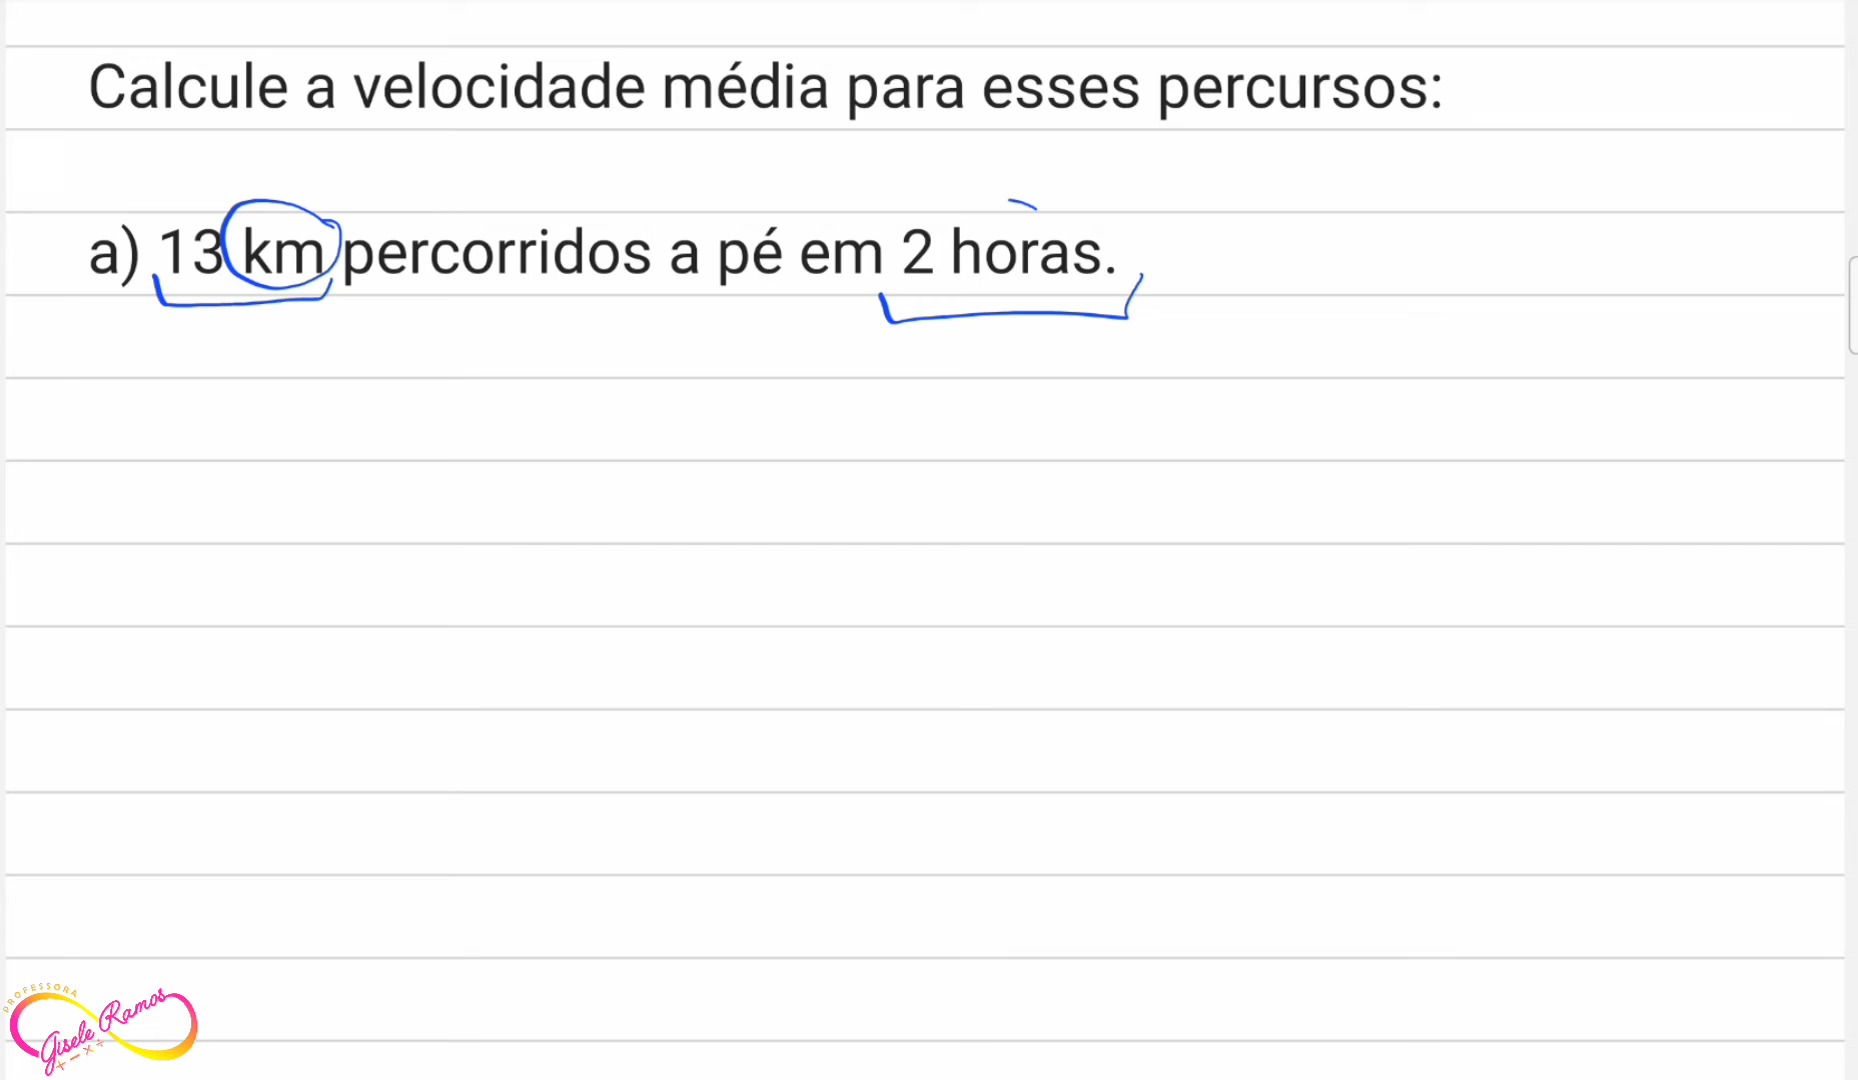 Calcule a velocidade média para esses percursos:
a) 13 km percorridos a pé em 2 horas.
PROFESSORA
Gisele Ramos
+ − × ÷